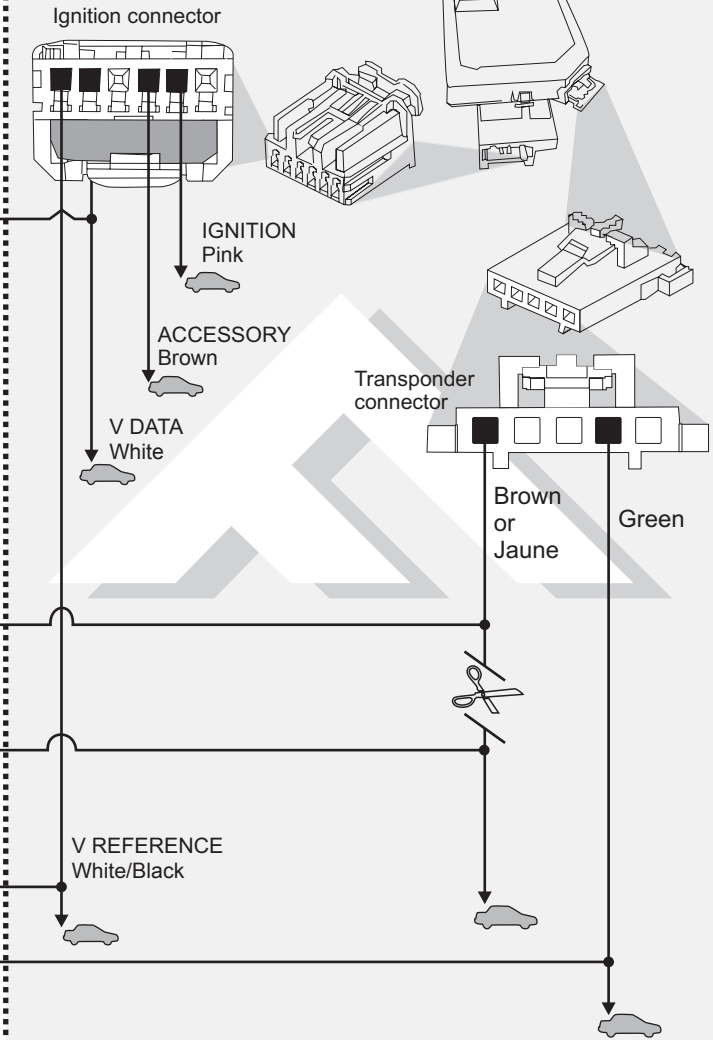 Ignition connector
IGNITION
Pink
ACCESSORY
Brown
Transponder
connector
V DATA
White
Brown
or
Jaune
Green
V REFERENCE
White/Black